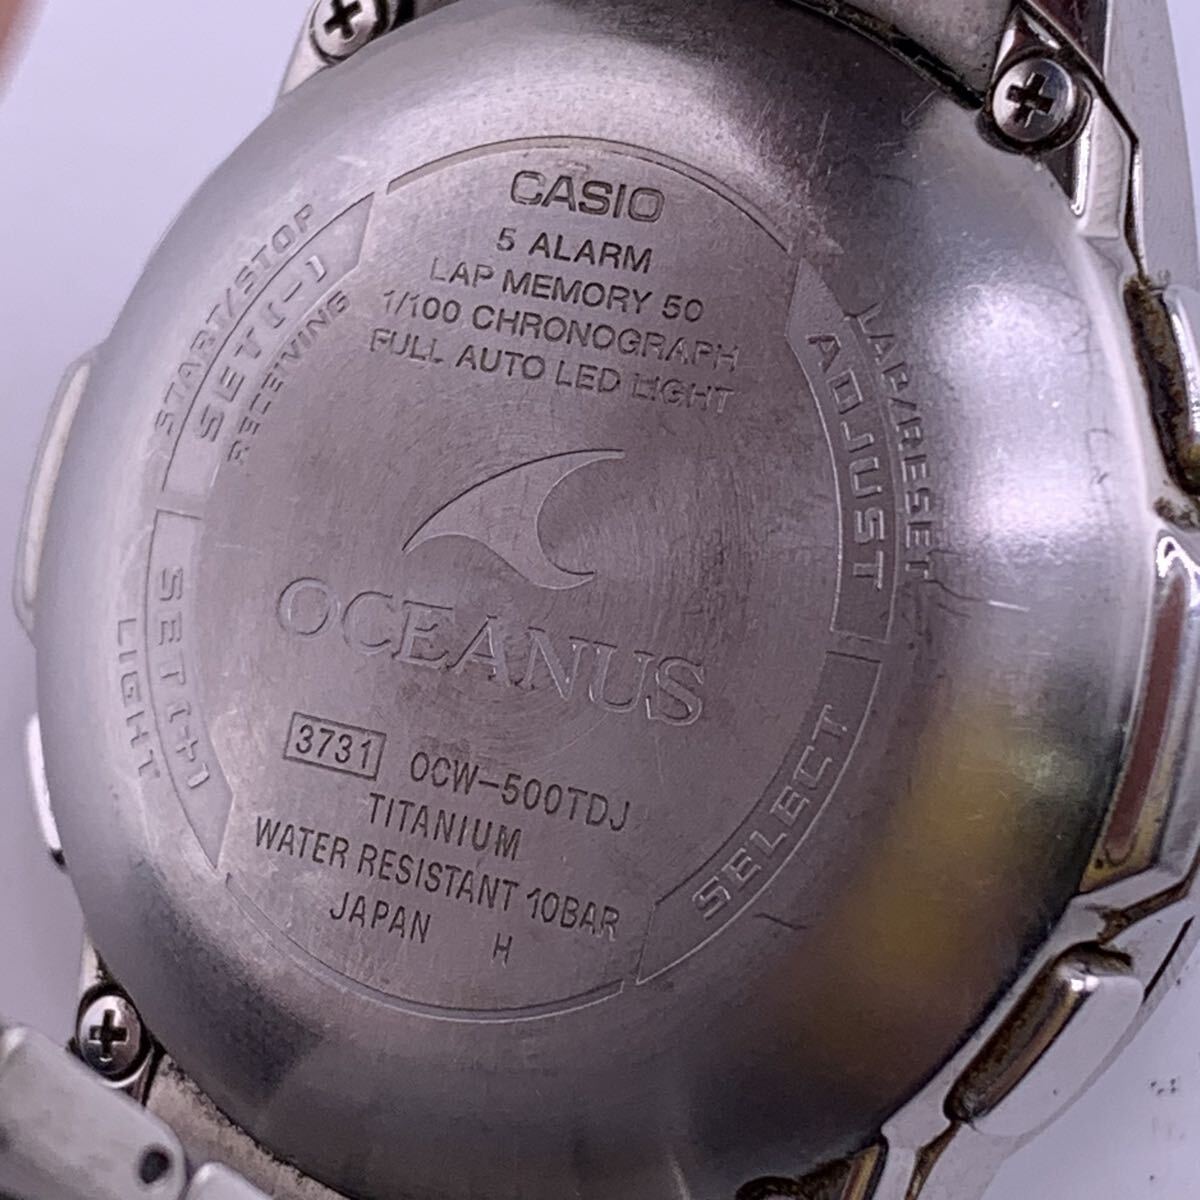 CASIO
5 ALARM
LAP MEMORY 50
1/100 CHRONOGRAPH
FULL AUTO LED LIGHT
START/STOP
SET(-)
RECEIVING
LAP/RESET
ADJUST
OCEANUS
SET(+)
LIGHT
SELECT
3731 OCW-500TDJ
TITANIUM
WATER RESISTANT 10BAR
JAPAN H